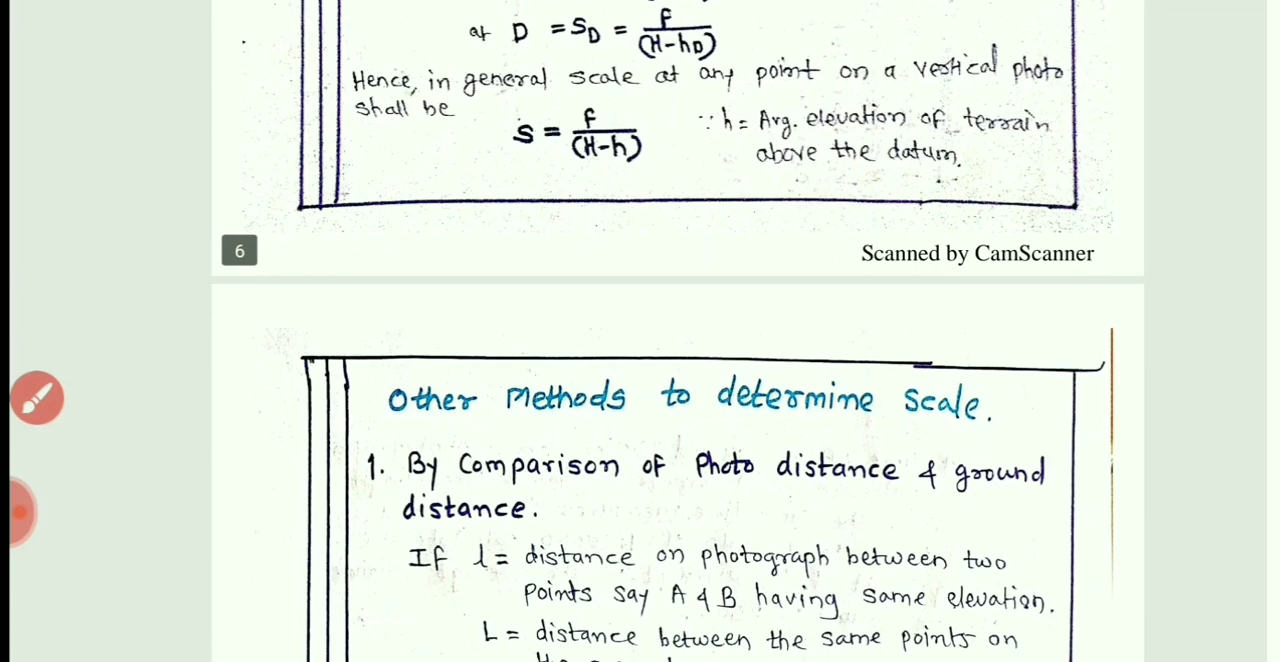 at D = SD = f/(H-hD)
Hence, in general scale at any point on a vertical photo
shall be
S = f/(H-h) ∵ h = Avg. elevation of terrain
above the datum.
6
Scanned by CamScanner
Other Methods to determine scale.
1. By Comparison of Photo distance & ground
distance.
If l = distance on photograph between two
points say A & B having same elevation.
L = distance between the same points on